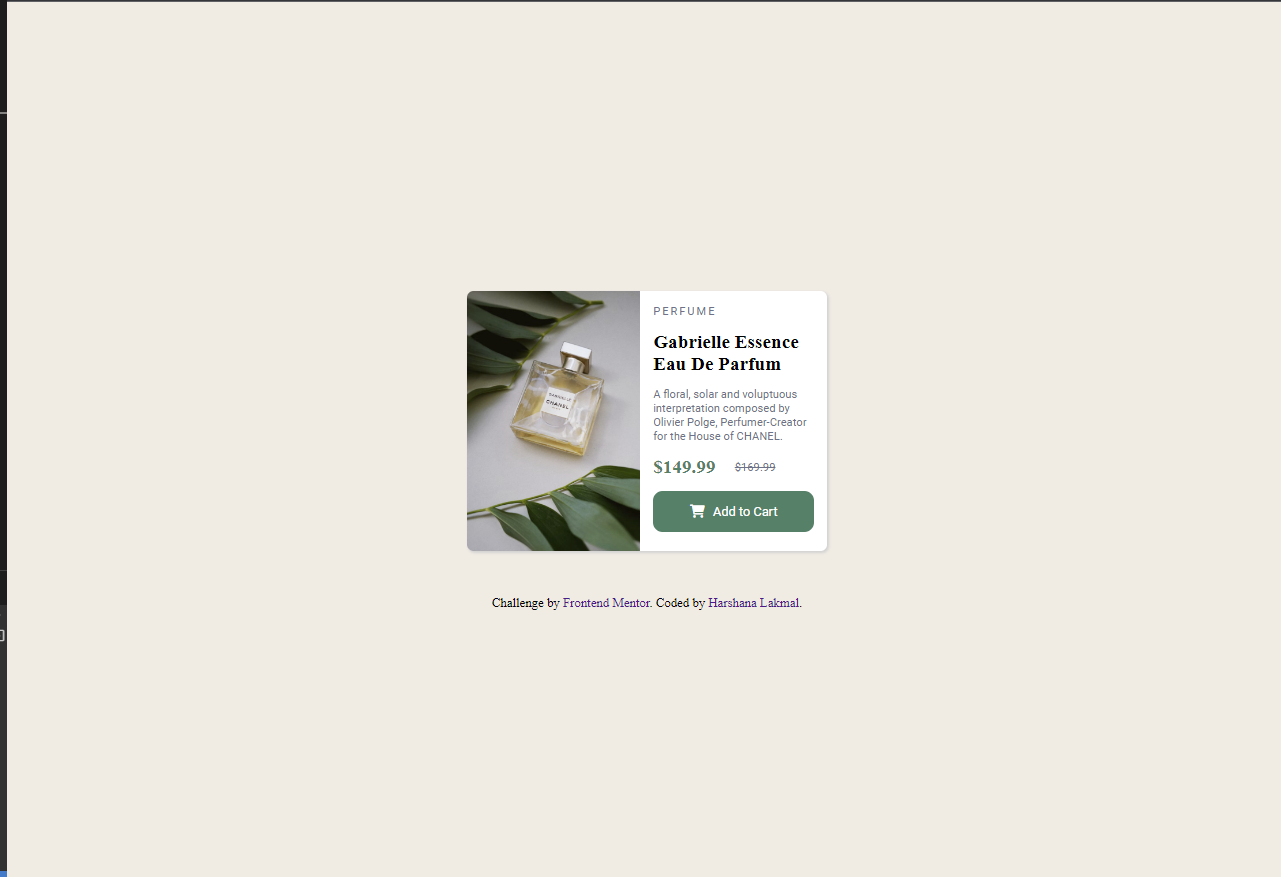 PERFUME
Gabrielle Essence
Eau De Parfum
A floral, solar and voluptuous
interpretation composed by
Olivier Polge, Perfumer-Creator
for the House of CHANEL.
$149.99 $169.99
Add to Cart
CHANEL
Challenge by Frontend Mentor. Coded by Harshana Lakmal.